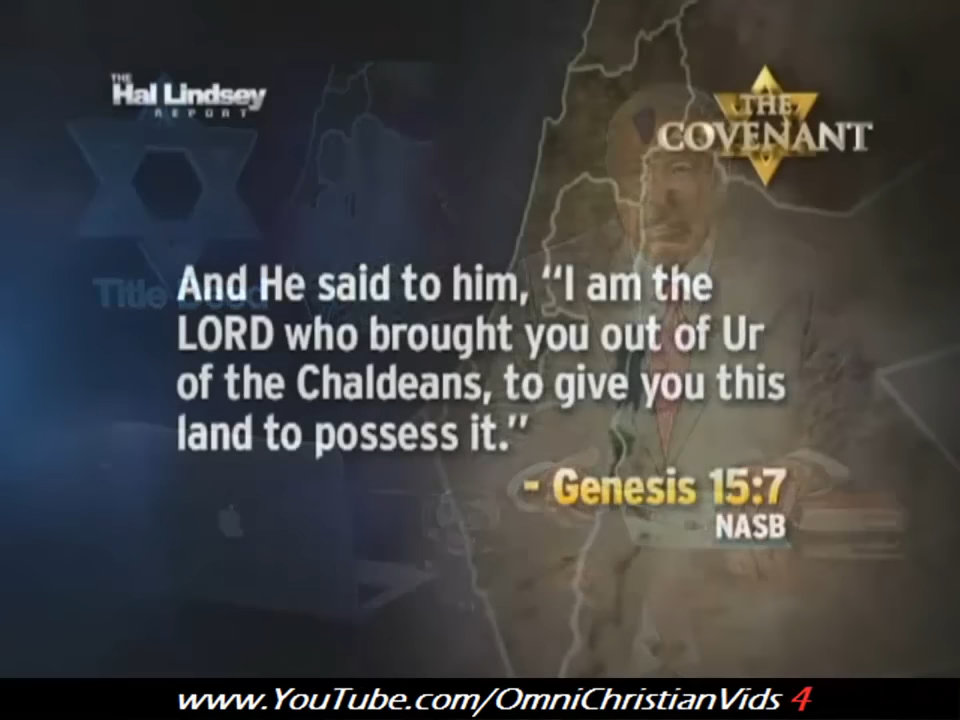 THE
Hal Lindsey
REPORT
THE
COVENANT
Title Deed
And He said to him, “I am the
LORD who brought you out of Ur
of the Chaldeans, to give you this
land to possess it.”
- Genesis 15:7
NASB
www.YouTube.com/OmniChristianVids 4